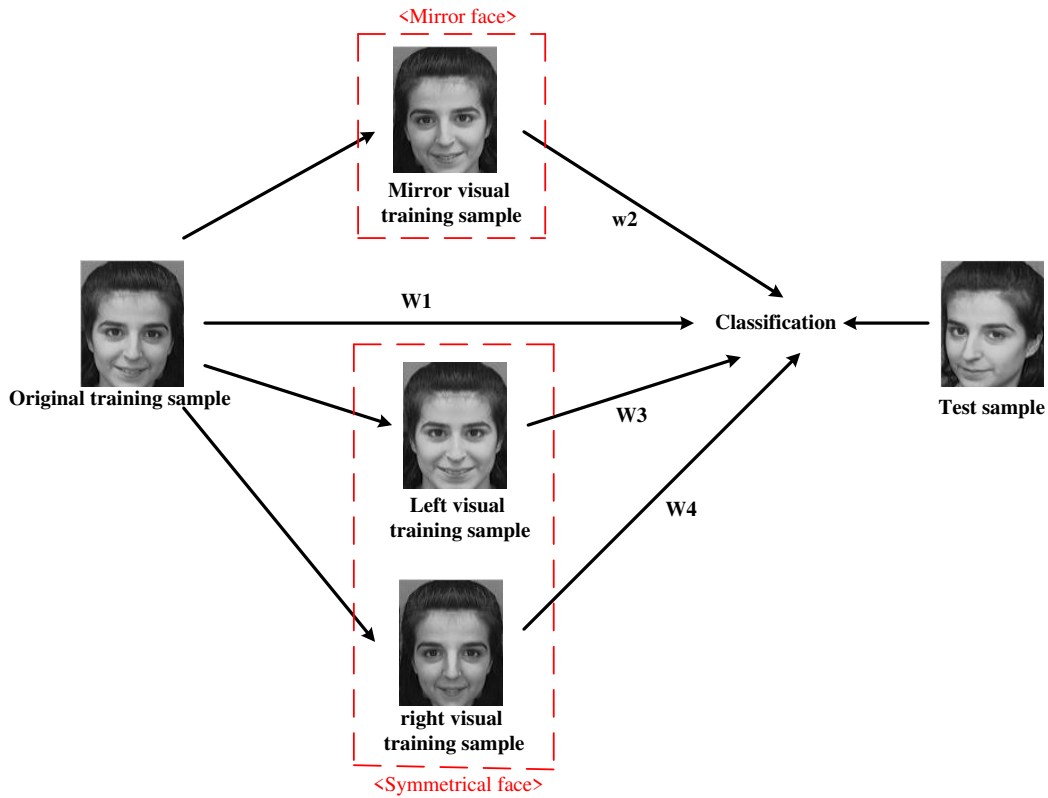 <Mirror face>
Mirror visual
training sample
w2
W1
Classification
Original training sample
Test sample
W3
Left visual
training sample
W4
right visual
training sample
<Symmetrical face>